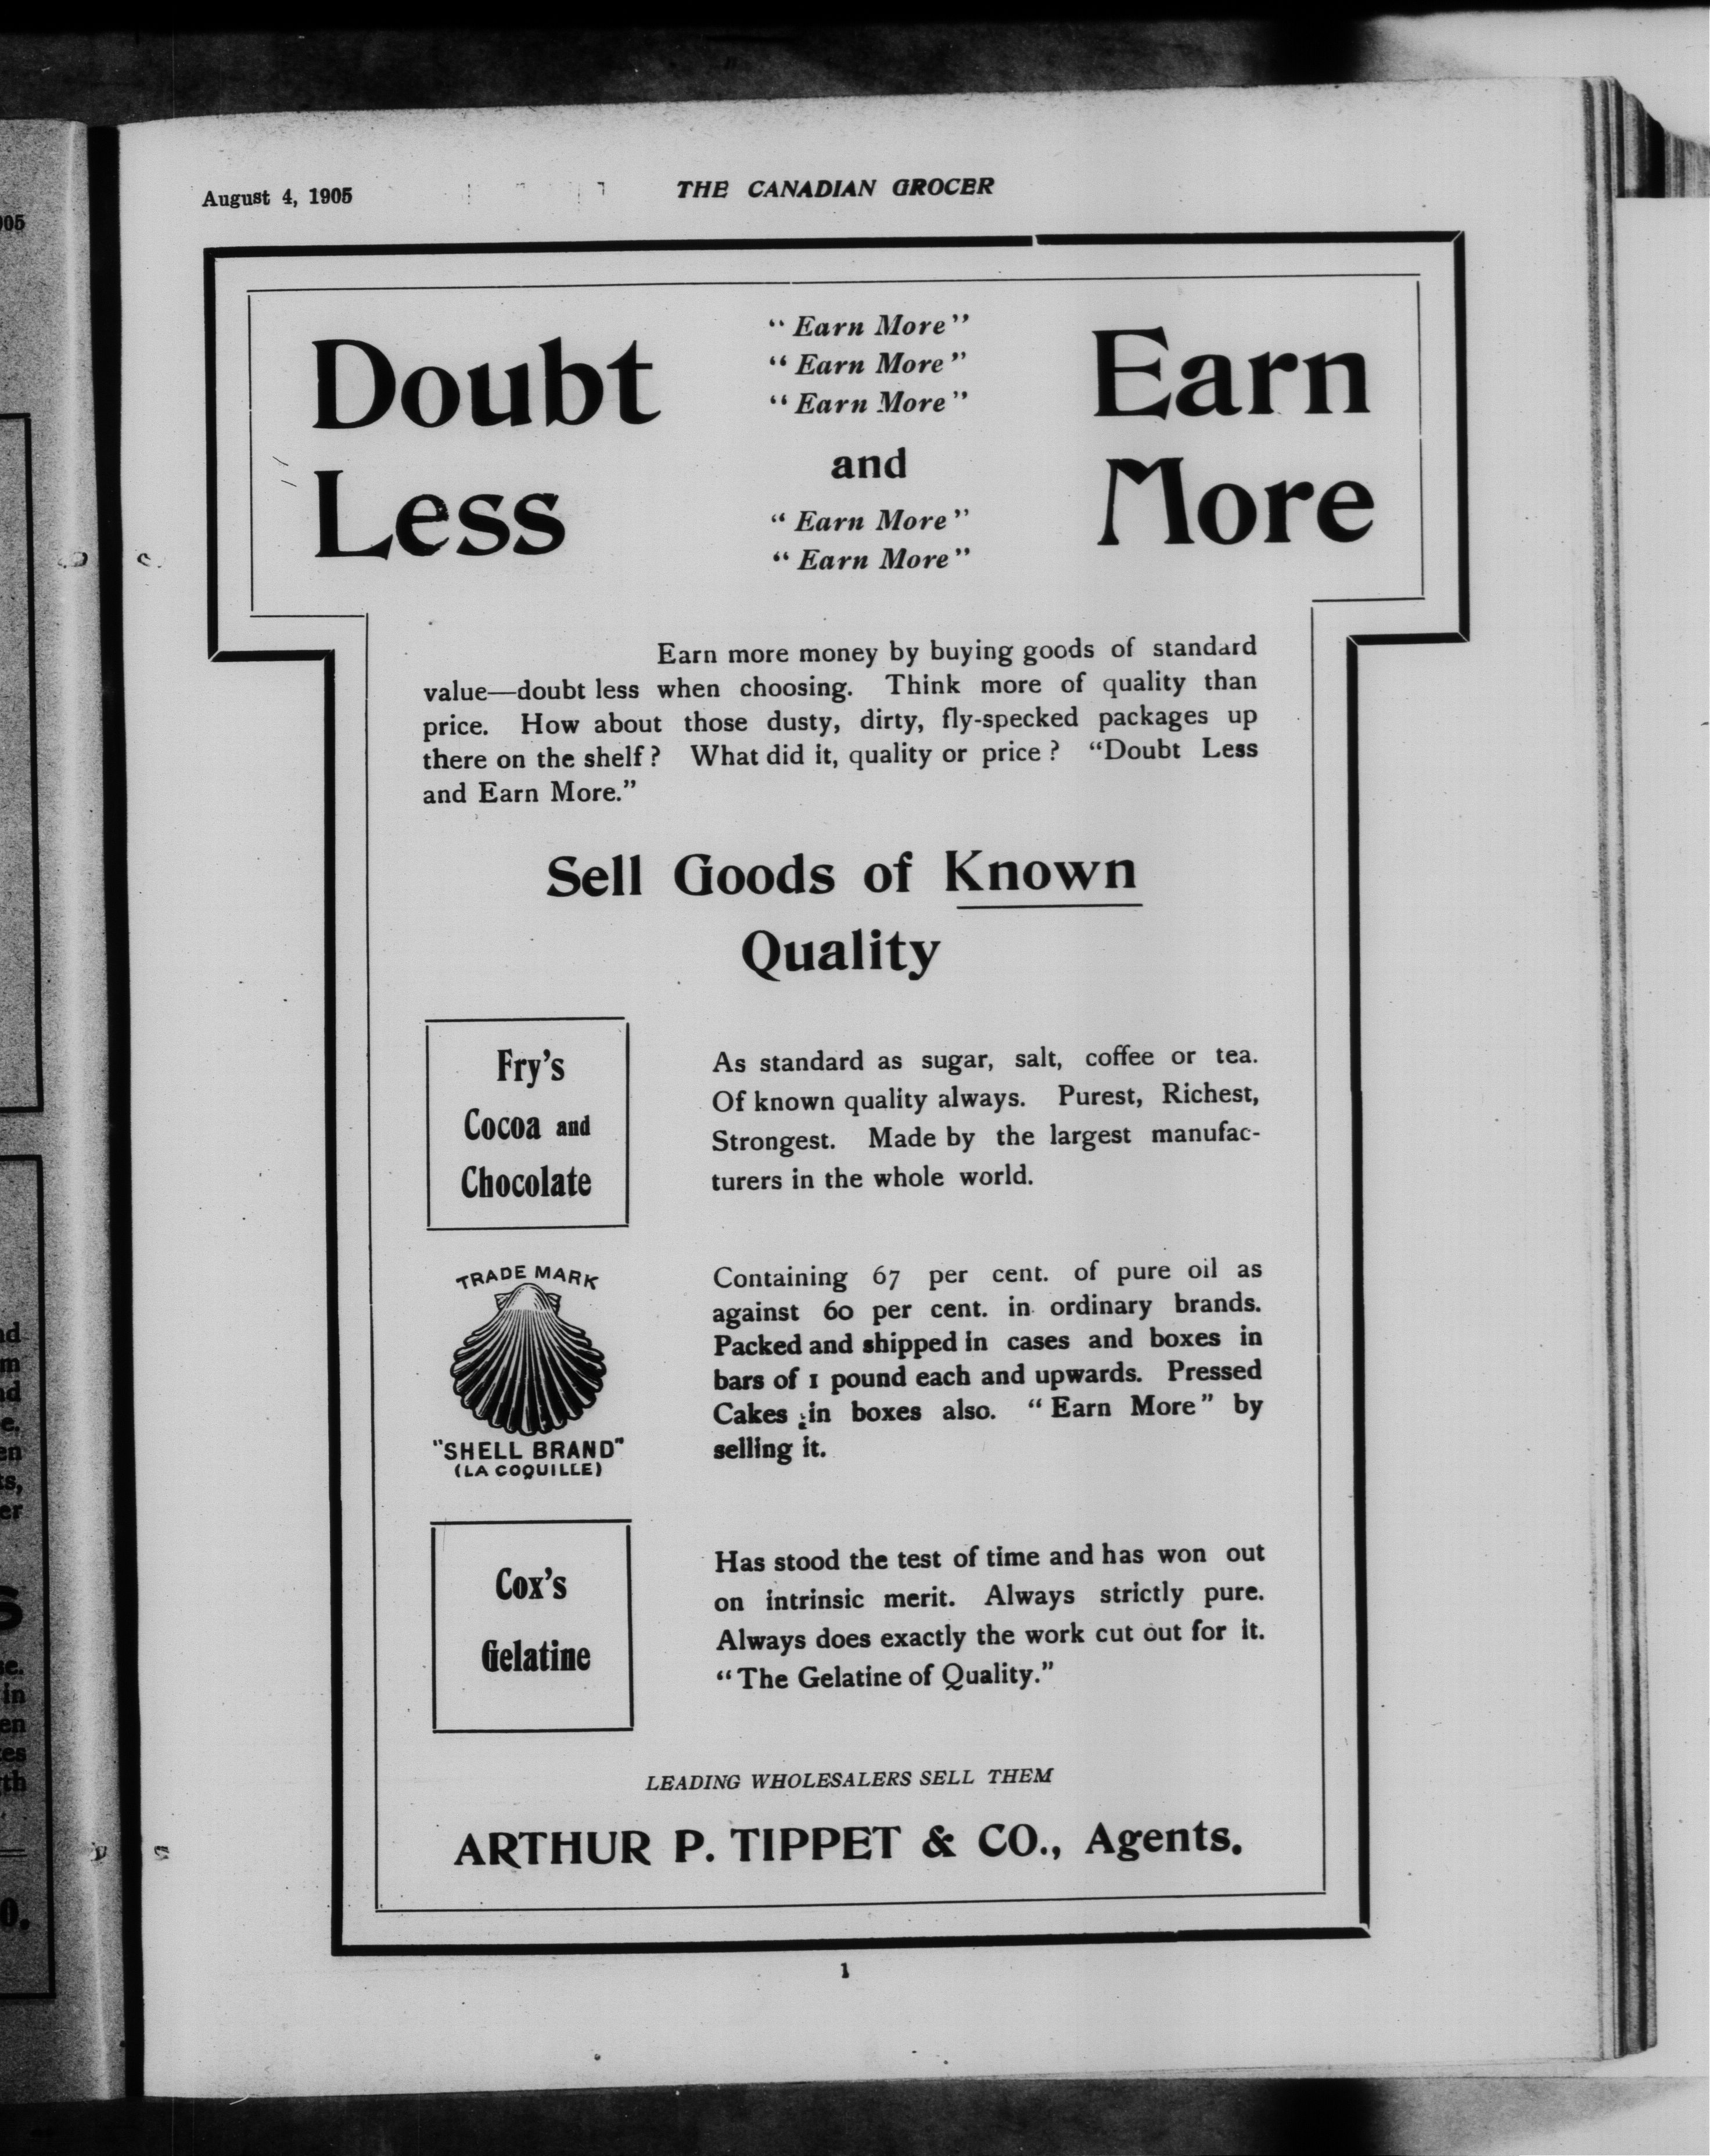 August 4, 1905
THE CANADIAN GROCER
Doubt
Less
"Earn More"
"Earn More"
"Earn More"
and
"Earn More"
"Earn More"
Earn
More
Earn more money by buying goods of standard
value—doubt less when choosing. Think more of quality than
price. How about those dusty, dirty, fly-specked packages up
there on the shelf? What did it, quality or price? "Doubt Less
and Earn More."
Sell Goods of Known
Quality
Fry's
Cocoa and
Chocolate
As standard as sugar, salt, coffee or tea.
Of known quality always. Purest, Richest,
Strongest. Made by the largest manufac-
turers in the whole world.
TRADE MARK
"SHELL BRAND"
(LA COQUILLE)
Containing 67 per cent. of pure oil as
against 60 per cent. in ordinary brands.
Packed and shipped in cases and boxes in
bars of 1 pound each and upwards. Pressed
Cakes in boxes also. "Earn More" by
selling it.
Cox's
Gelatine
Has stood the test of time and has won out
on intrinsic merit. Always strictly pure.
Always does exactly the work cut out for it.
"The Gelatine of Quality."
LEADING WHOLESALERS SELL THEM
ARTHUR P. TIPPET & CO., Agents.
1